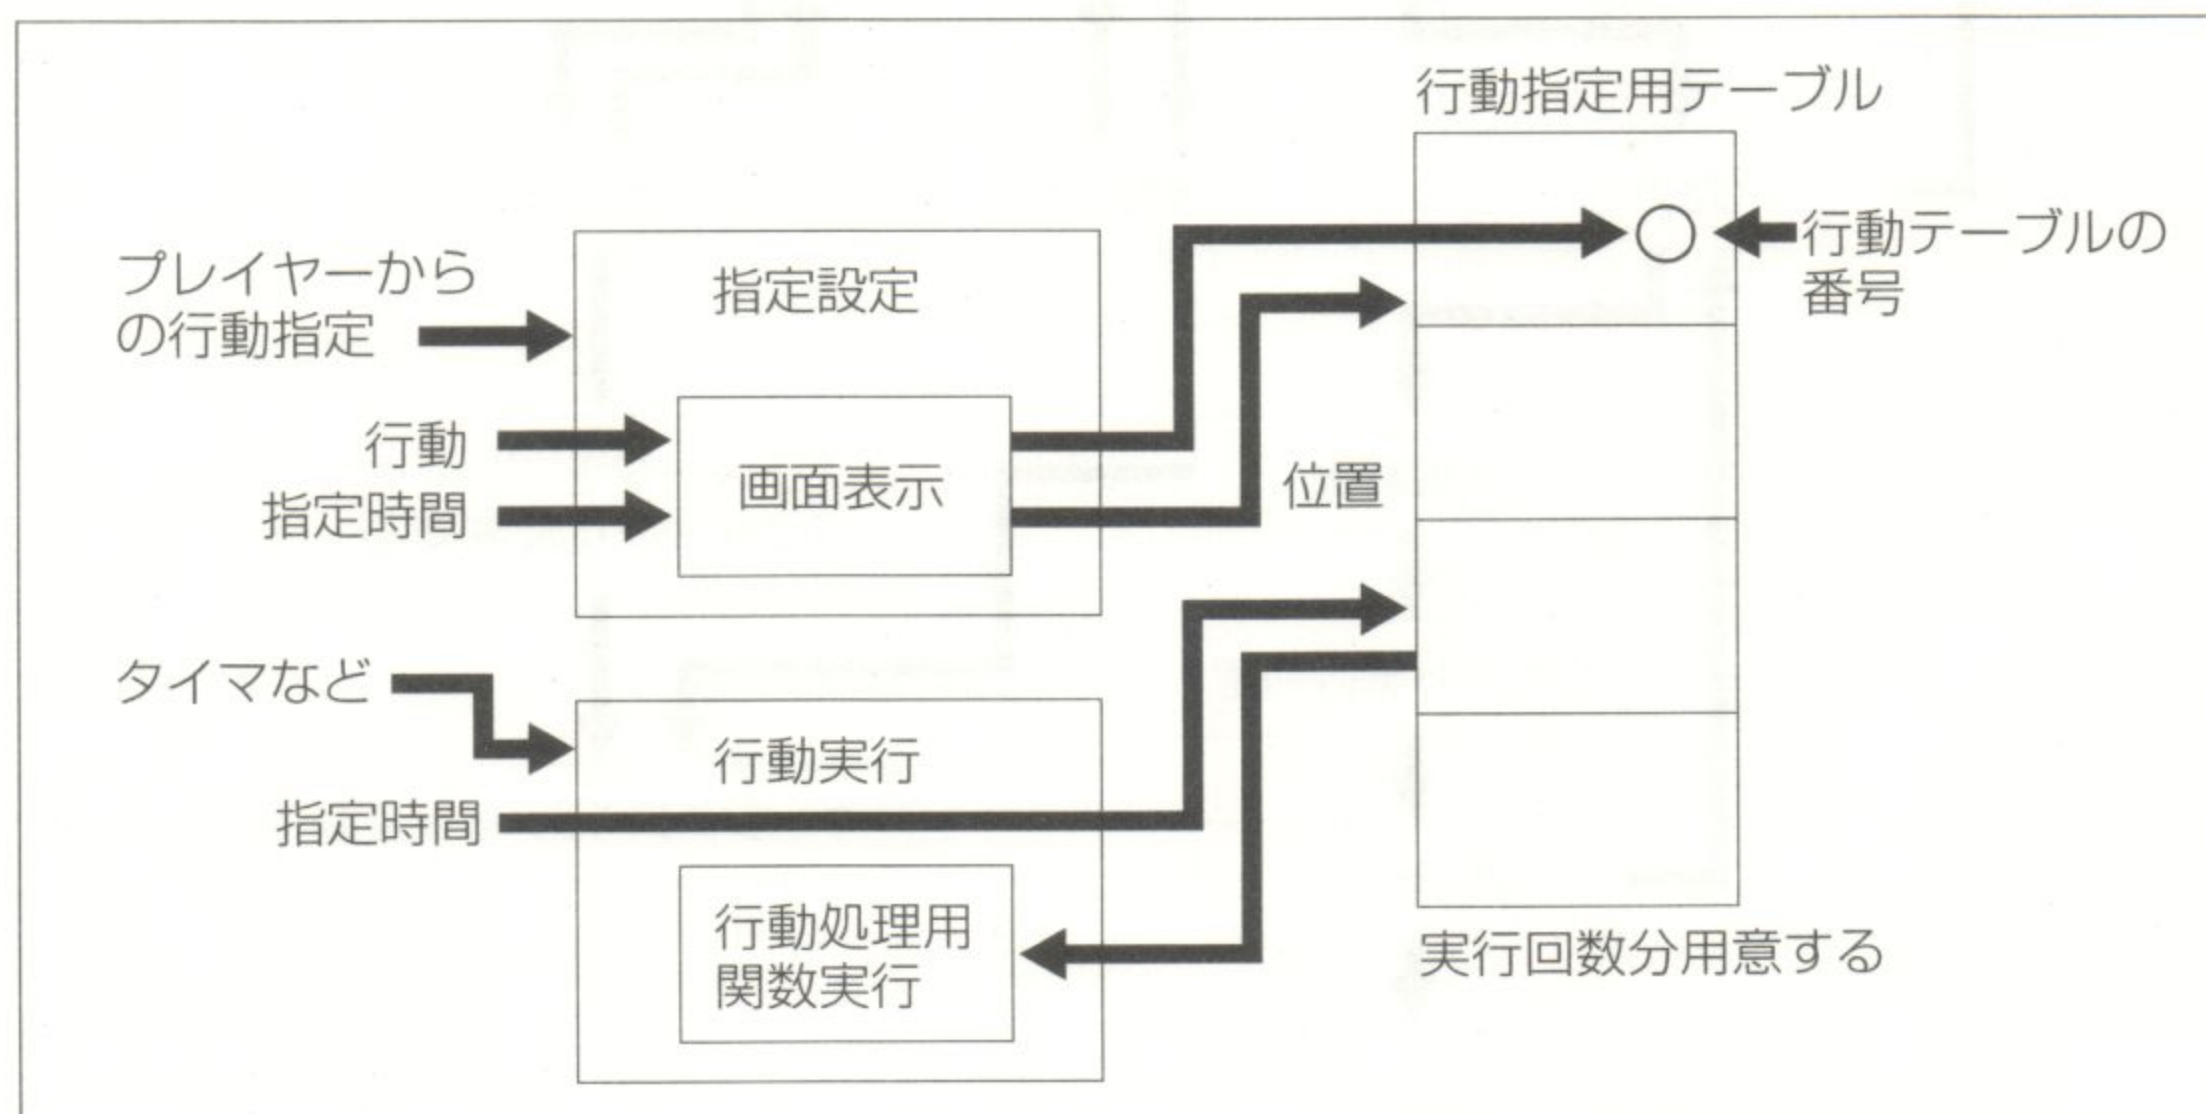 行動指定用テーブル
プレイヤーから
の行動指定
指定設定
行動テーブルの
番号
行動
指定時間
画面表示
位置
タイマなど
行動実行
指定時間
行動処理用
関数実行
実行回数分用意する